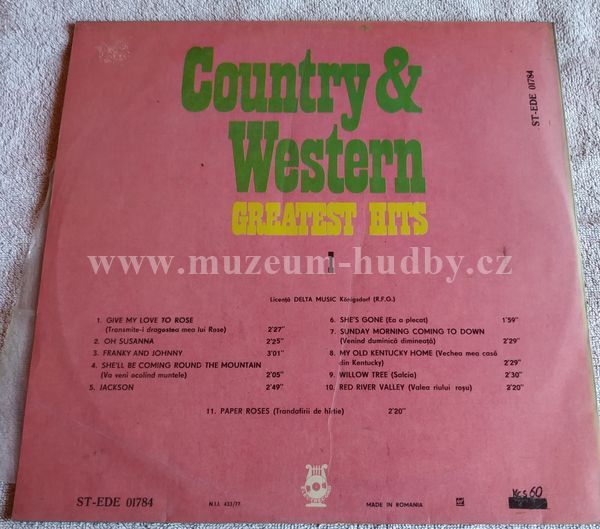 Country &
Western
GREATEST HITS
I
ST-EDE 01784
www.muzeum-hudby.cz
Licență DELTA MUSIC Königsdorf (R.F.G.)
1. GIVE MY LOVE TO ROSE
(Transmite-i dragostea mea lui Rose) 2'27"
2. OH SUSANNA 2'25"
3. FRANKY AND JOHNNY 3'01"
4. SHE'LL BE COMING ROUND THE MOUNTAIN
(Va veni ocolind muntele) 2'05"
5. JACKSON 2'49"
6. SHE'S GONE (Ea a plecat) 1'59"
7. SUNDAY MORNING COMING TO DOWN
(Venind duminică dimineață) 2'29"
8. MY OLD KENTUCKY HOME (Vechea mea casă
din Kentucky) 2'29"
9. WILLOW TREE (Salcia) 2'30"
10. RED RIVER VALLEY (Valea rîului roșu) 2'20"
11. PAPER ROSES (Trandafirii de hîrtie) 2'20"
ST-EDE 01784
N.I.I. 433/77
MADE IN ROMANIA
Kčs 60